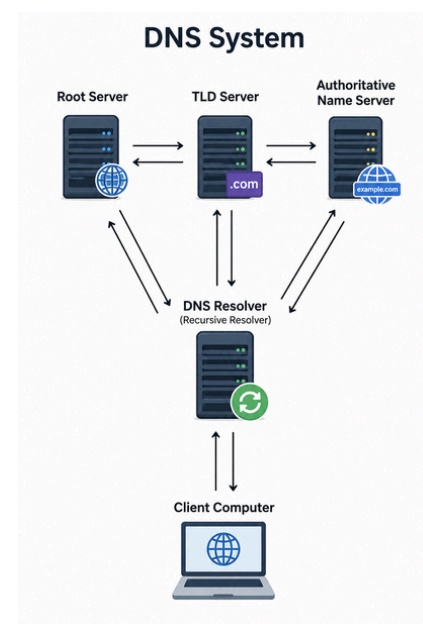 DNS System
Root Server
TLD Server
Authoritative
Name Server
.com
example.com
DNS Resolver
(Recursive Resolver)
Client Computer